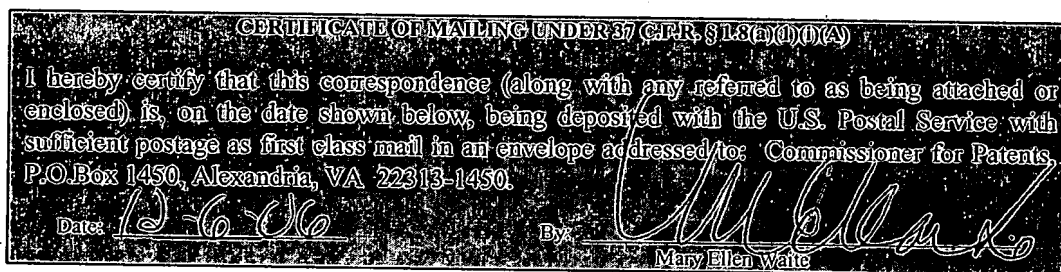 CERTIFICATE OF MAILING UNDER 37 C.F.R. § 1.8(a)(1)(i)(A)
I hereby certify that this correspondence (along with any referred to as being attached or
enclosed) is, on the date shown below, being deposited with the U.S. Postal Service with
sufficient postage as first class mail in an envelope addressed to: Commissioner for Patents,
P.O.Box 1450, Alexandria, VA 22313-1450.
Date: 12-6-06 By:
Mary Ellen Waite